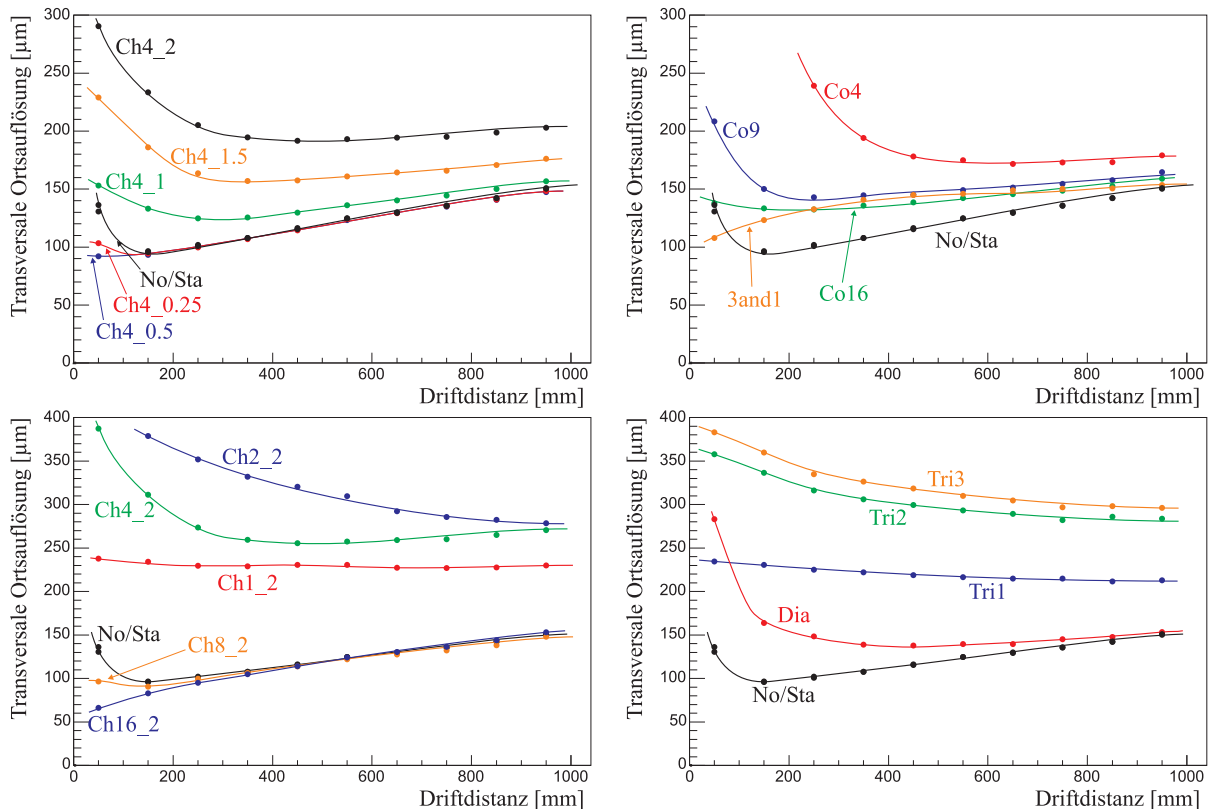 Transversale Ortsauflösung [µm]
300
250
200
150
100
50
0
Ch4_2
Ch4_1.5
Ch4_1
No/Sta
Ch4_0.25
Ch4_0.5
0 200 400 600 800 1000
Driftdistanz [mm]
Transversale Ortsauflösung [µm]
300
250
200
150
100
50
0
Co4
Co9
No/Sta
3and1
Co16
0 200 400 600 800 1000
Driftdistanz [mm]
Transversale Ortsauflösung [µm]
400
350
300
250
200
150
100
50
0
Ch2_2
Ch4_2
Ch1_2
No/Sta
Ch8_2
Ch16_2
0 200 400 600 800 1000
Driftdistanz [mm]
Transversale Ortsauflösung [µm]
400
350
300
250
200
150
100
50
0
Tri3
Tri2
Tri1
Dia
No/Sta
0 200 400 600 800 1000
Driftdistanz [mm]